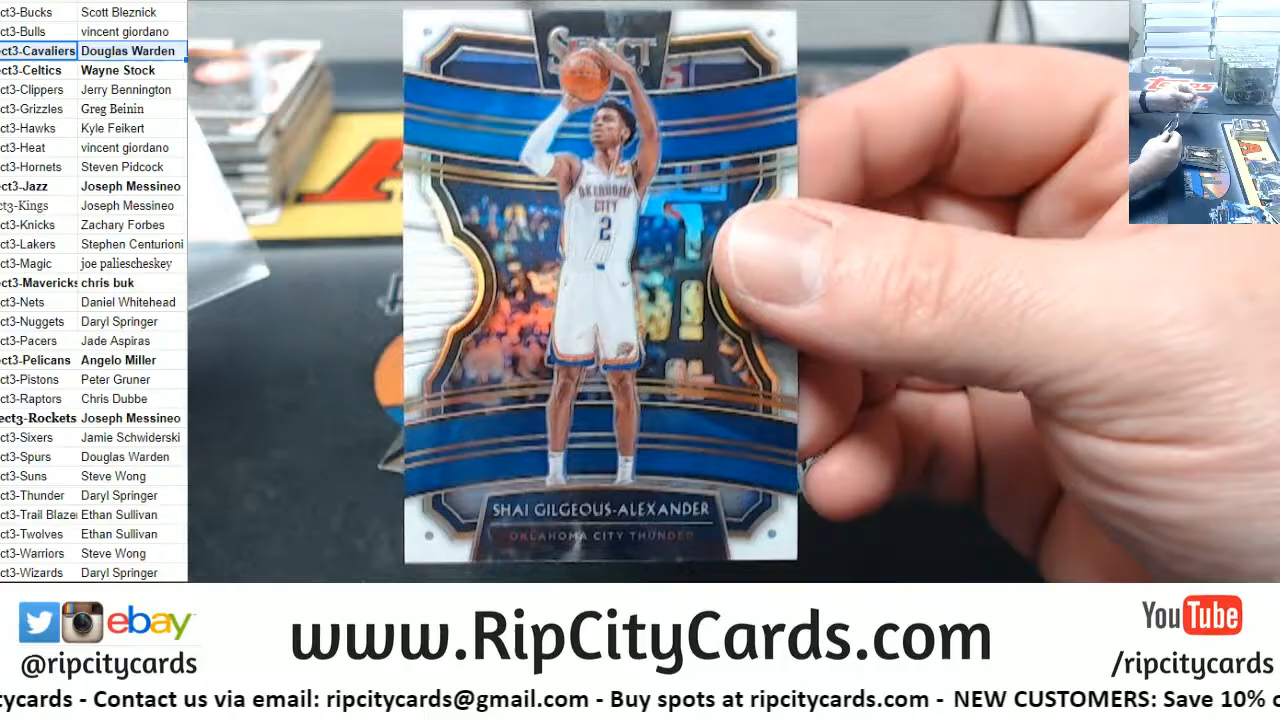 ct3-Bucks Scott Bleznick
ct3-Bulls vincent giordano
ect3-Cavaliers Douglas Warden
ct3-Celtics Wayne Stock
ct3-Clippers Jerry Bennington
ct3-Grizzles Greg Beinin
ct3-Hawks Kyle Feikert
ct3-Heat vincent giordano
ct3-Hornets Steven Pidcock
ct3-Jazz Joseph Messineo
ct3-Kings Joseph Messineo
ct3-Knicks Zachary Forbes
ct3-Lakers Stephen Centurioni
ct3-Magic joe paliescheskey
ct3-Mavericks chris buk
ct3-Nets Daniel Whitehead
ct3-Nuggets Daryl Springer
ct3-Pacers Jade Aspiras
ect3-Pelicans Angelo Miller
ct3-Pistons Peter Gruner
ct3-Raptors Chris Dubbe
ect3-Rockets Joseph Messineo
ct3-Sixers Jamie Schwiderski
ct3-Spurs Douglas Warden
ct3-Suns Steve Wong
ct3-Thunder Daryl Springer
ct3-Trail Blazer Ethan Sullivan
ct3-Twolves Ethan Sullivan
ct3-Warriors Steve Wong
ct3-Wizards Daryl Springer
SELECT
OKLAHOMA
CITY
2
SHAI GILGEOUS-ALEXANDER
OKLAHOMA CITY THUNDER
Topps
ebay
@ripcitycards
www.RipCityCards.com
YouTube
/ripcitycards
tycards - Contact us via email: ripcitycards@gmail.com - Buy spots at ripcitycards.com - NEW CUSTOMERS: Save 10% o